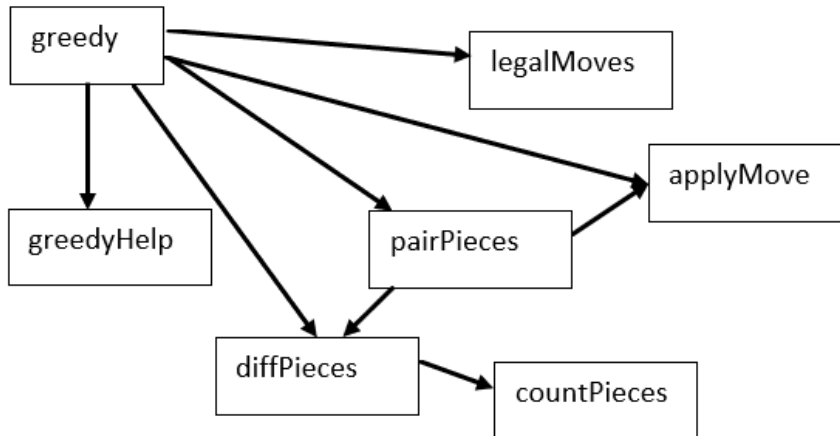 greedy
legalMoves
applyMove
greedyHelp
pairPieces
diffPieces
countPieces